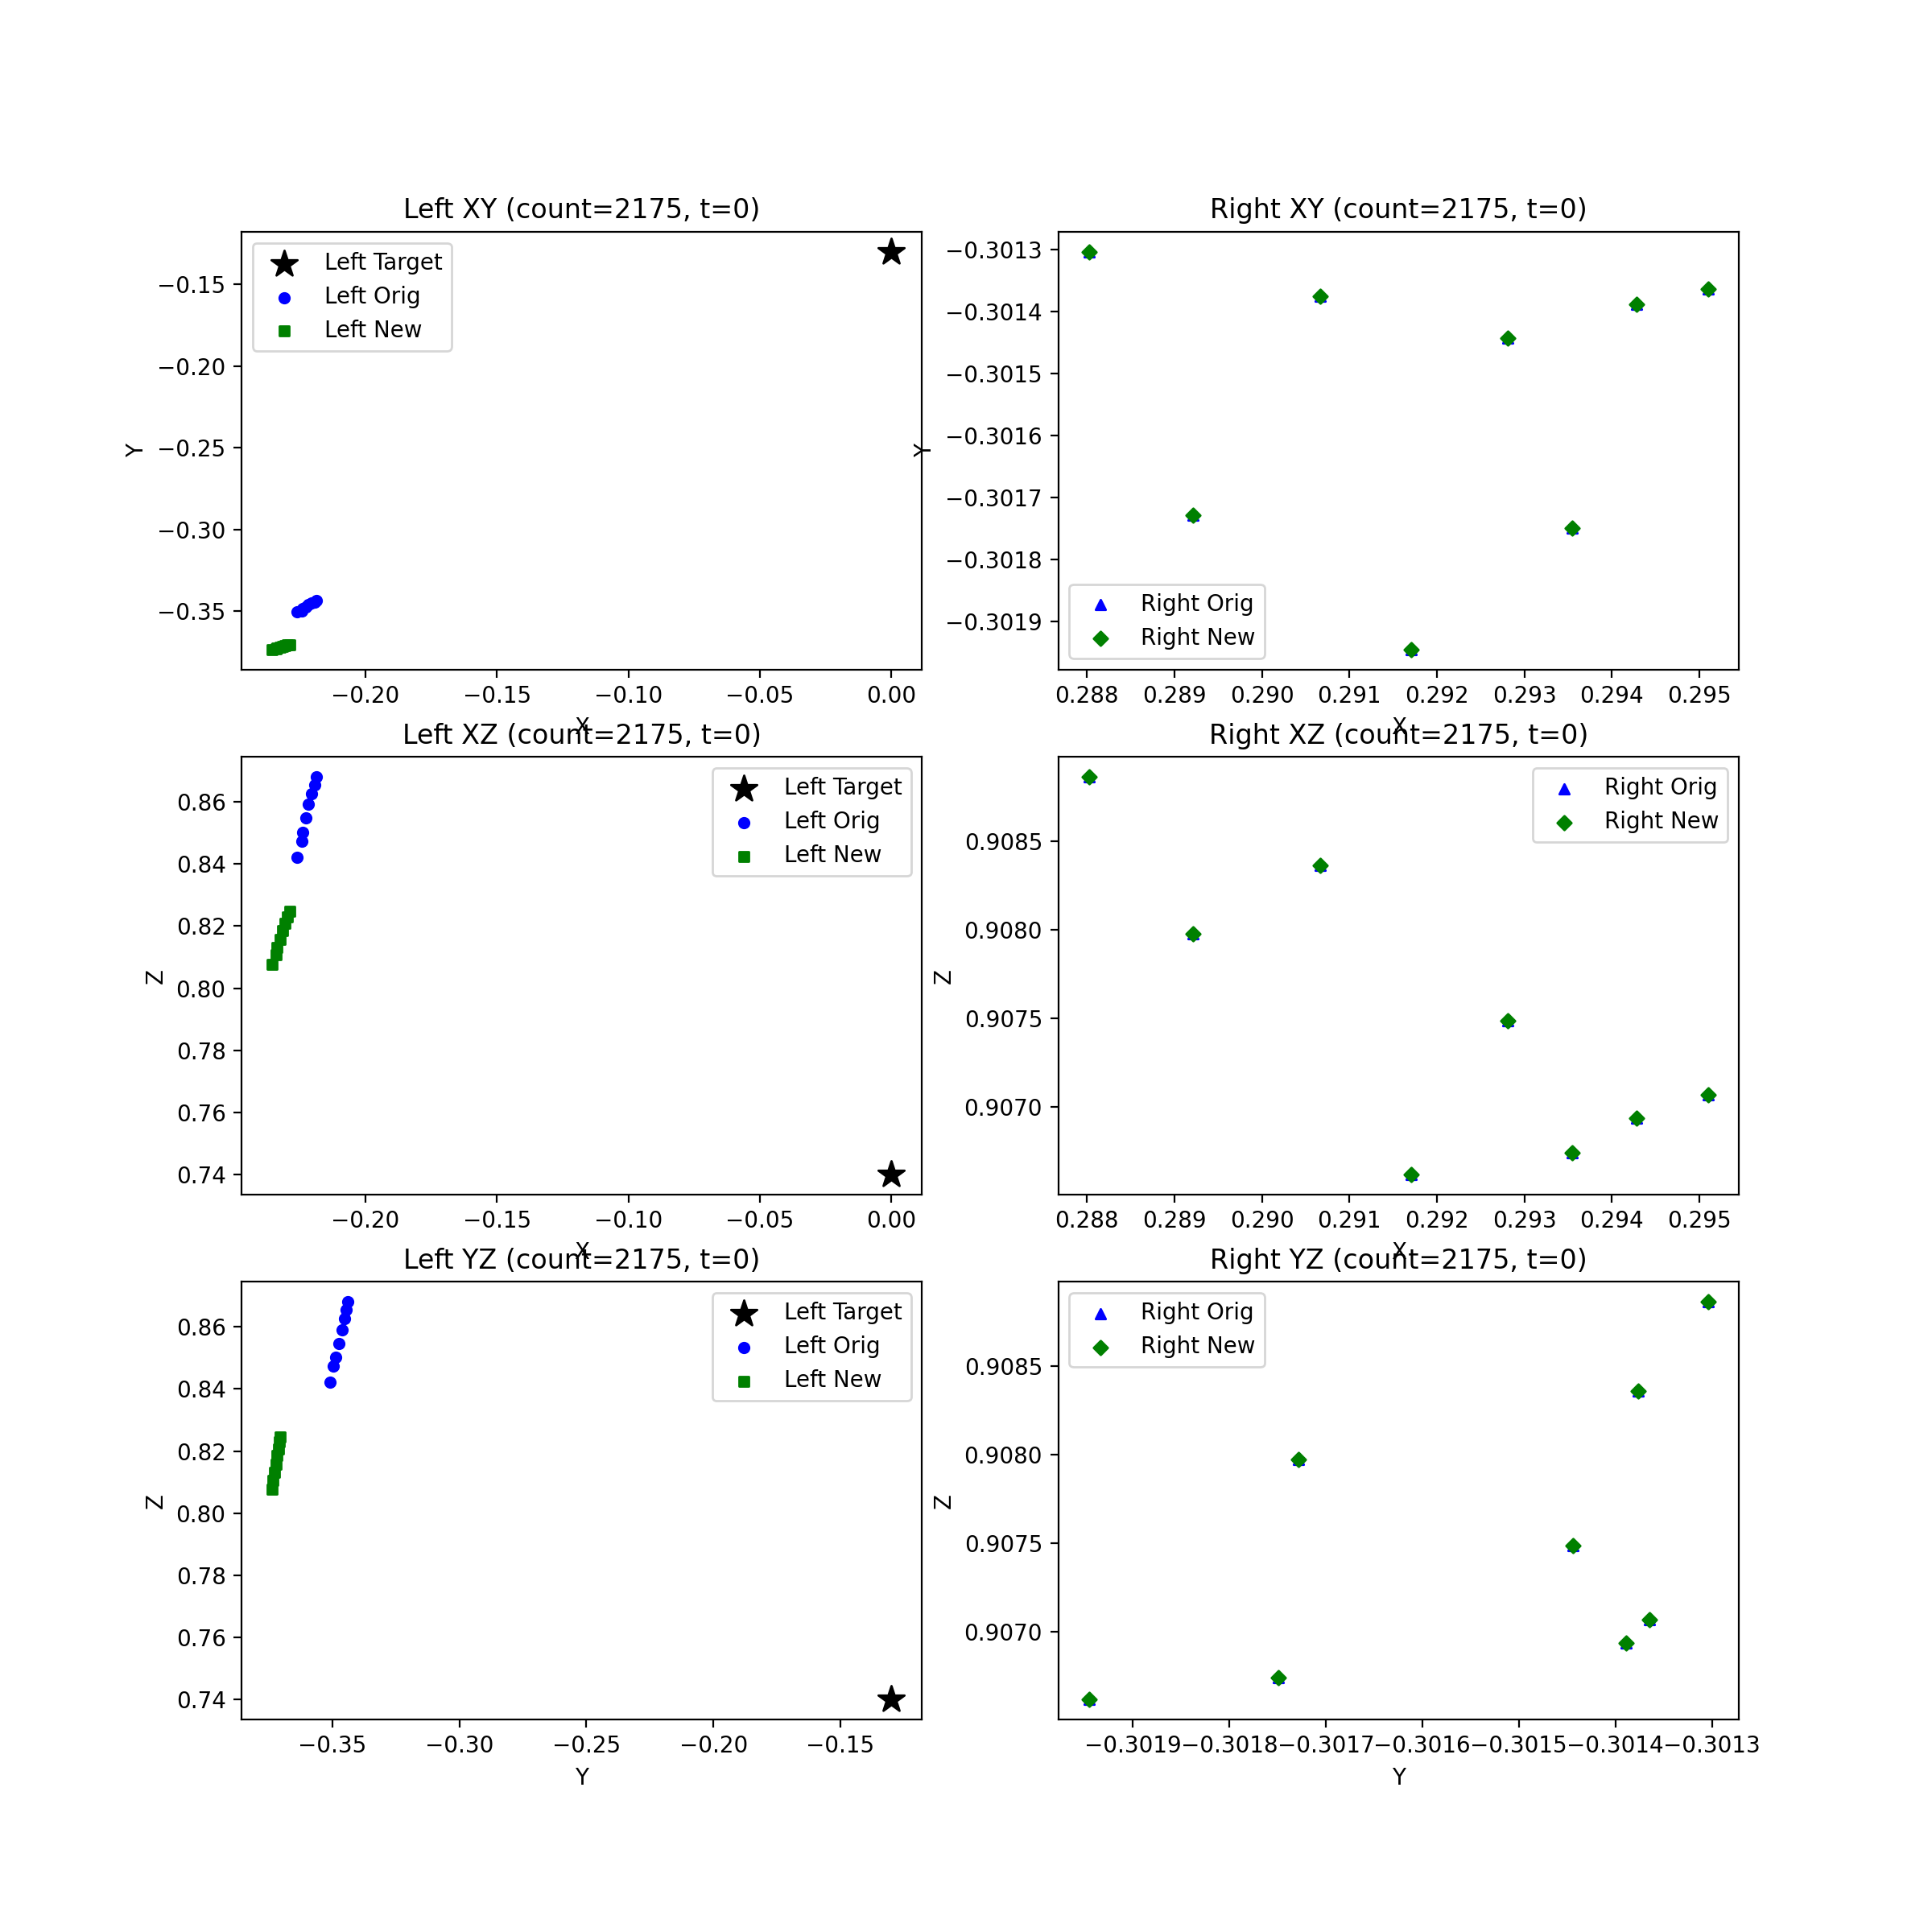 Left XY (count=2175, t=0)
Left Target
Left Orig
Left New
−0.15
−0.20
−0.25
−0.30
−0.35
Y
−0.20
−0.15
−0.10
−0.05
0.00
X
Right XY (count=2175, t=0)
−0.3013
−0.3014
−0.3015
−0.3016
−0.3017
−0.3018
−0.3019
Y
Right Orig
Right New
0.288
0.289
0.290
0.291
0.292
0.293
0.294
0.295
X
Left XZ (count=2175, t=0)
Left Target
Left Orig
Left New
0.86
0.84
0.82
0.80
0.78
0.76
0.74
Z
−0.20
−0.15
−0.10
−0.05
0.00
X
Right XZ (count=2175, t=0)
Right Orig
Right New
0.9085
0.9080
0.9075
0.9070
Z
0.288
0.289
0.290
0.291
0.292
0.293
0.294
0.295
X
Left YZ (count=2175, t=0)
Left Target
Left Orig
Left New
0.86
0.84
0.82
0.80
0.78
0.76
0.74
Z
−0.35
−0.30
−0.25
−0.20
−0.15
Y
Right YZ (count=2175, t=0)
Right Orig
Right New
0.9085
0.9080
0.9075
0.9070
Z
−0.3019
−0.3018
−0.3017
−0.3016
−0.3015
−0.3014
−0.3013
Y